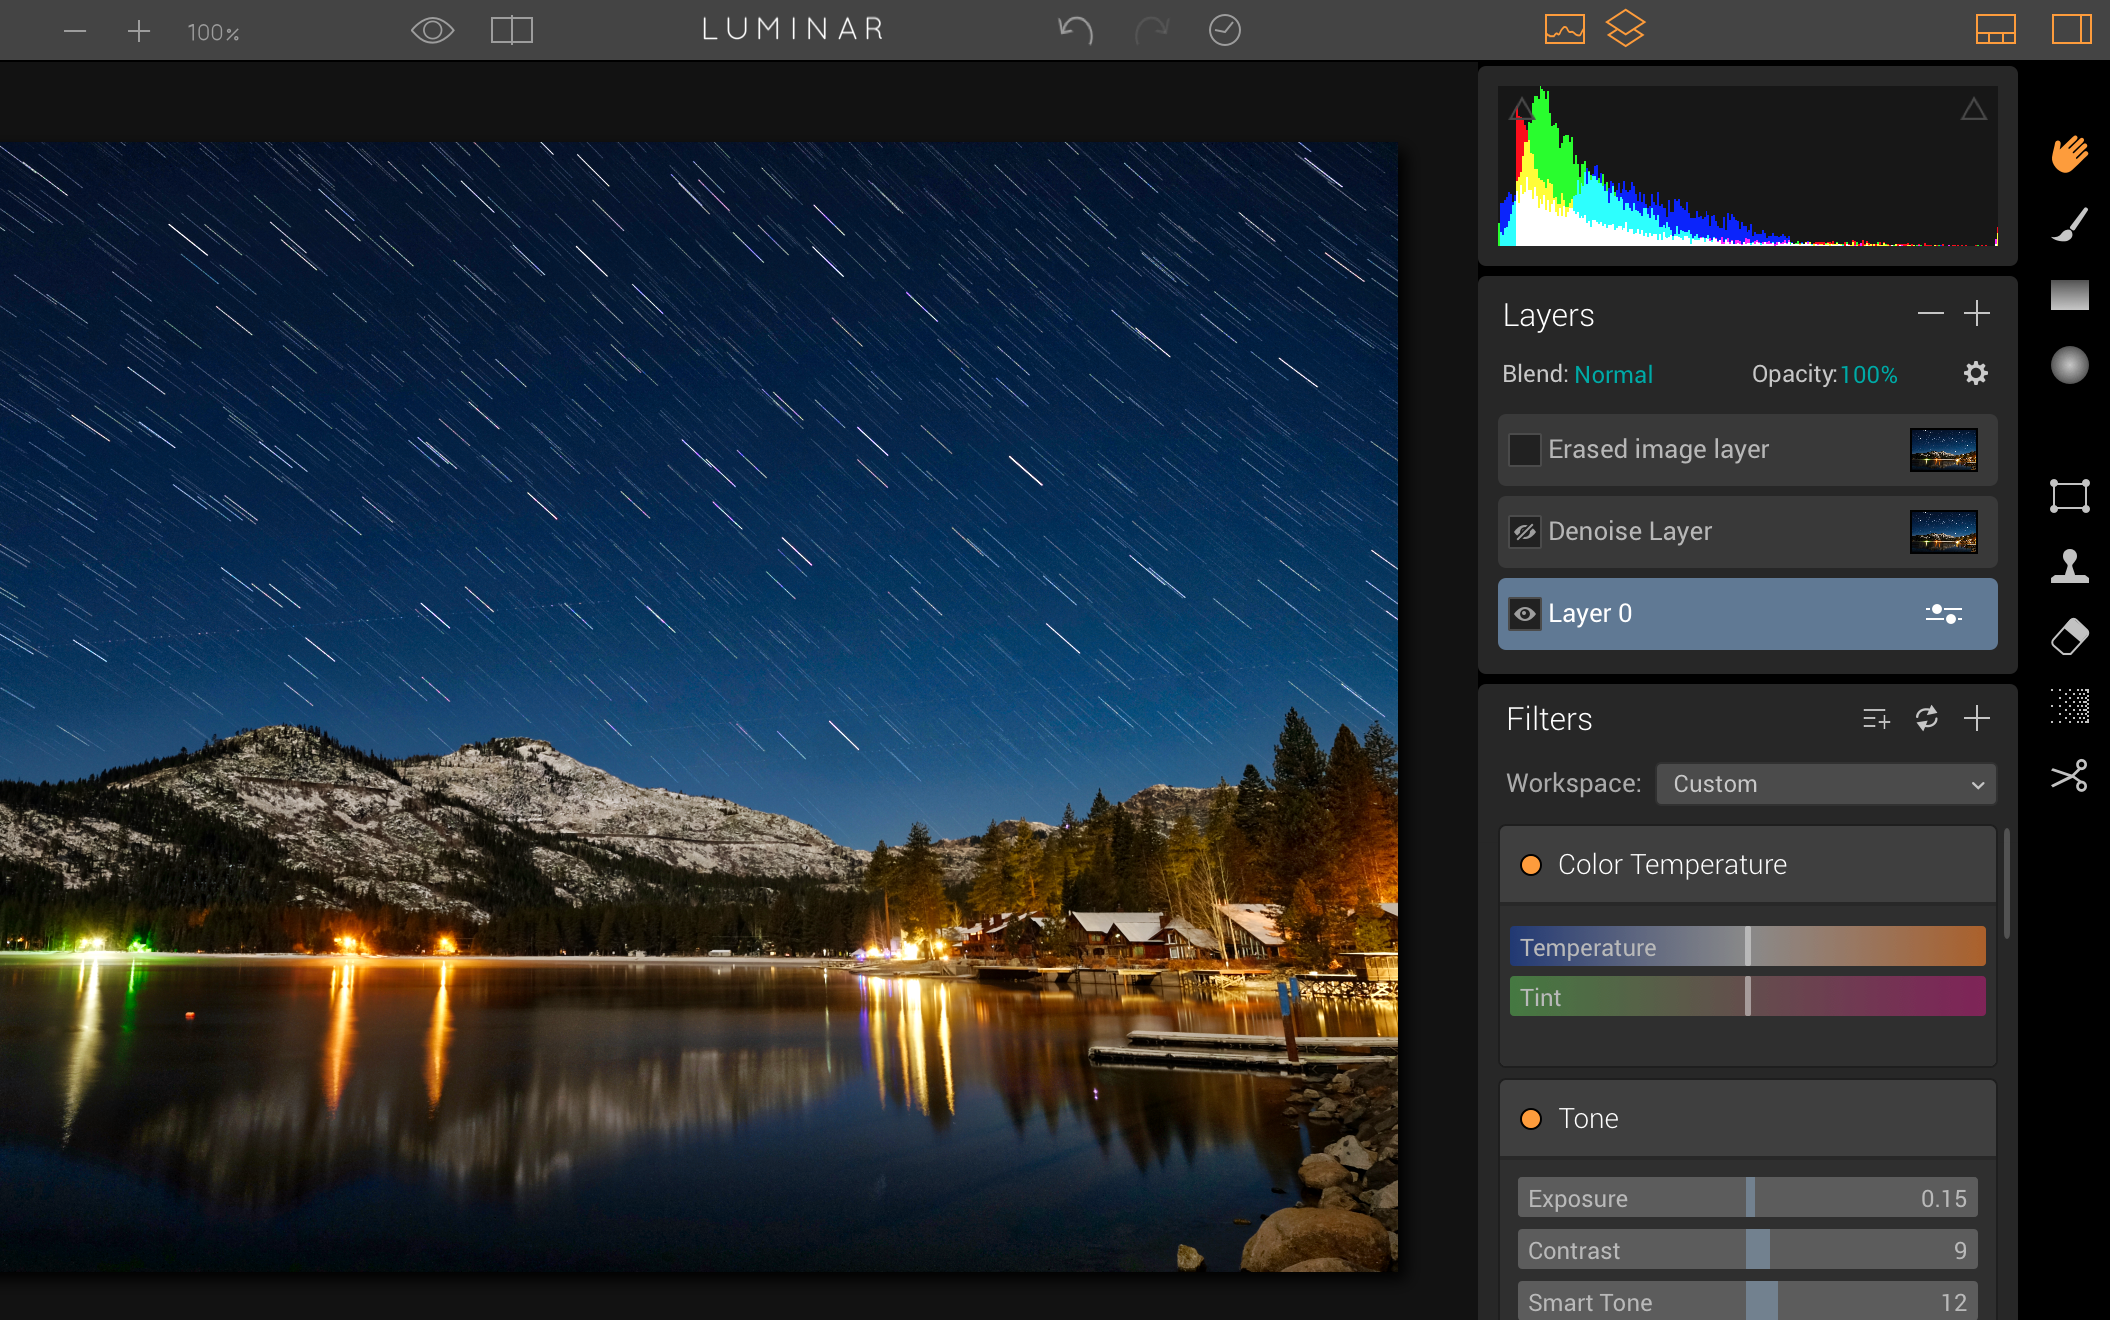 100%
LUMINAR
Layers
Blend: Normal
Opacity: 100%
Erased image layer
Denoise Layer
Layer 0
Filters
Workspace: Custom
Color Temperature
Temperature
Tint
Tone
Exposure 0.15
Contrast 9
Smart Tone 12